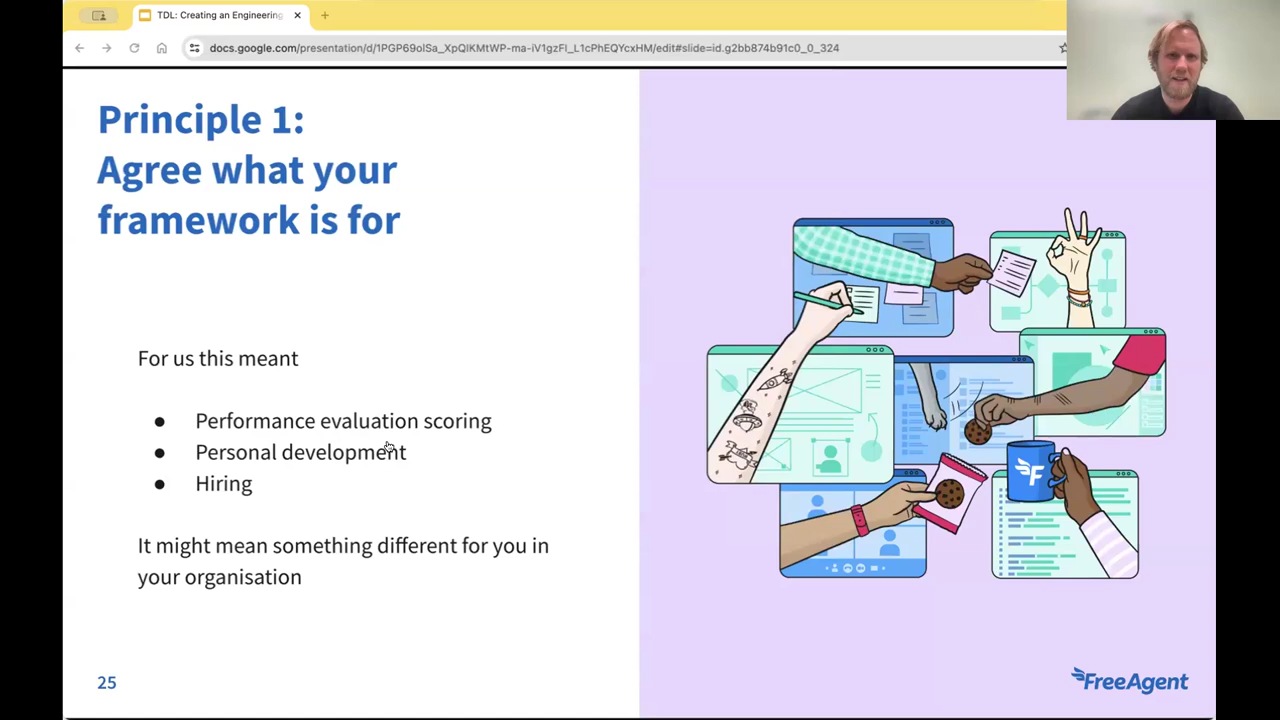 TDL: Creating an Engineering
docs.google.com/presentation/d/1PGP69olSa_XpQlKMtWP-ma-iV1gzFl_L1cPhEQYcxHM/edit#slide=id.g2bb874b91c0_0_324
Principle 1:
Agree what your
framework is for
For us this meant
● Performance evaluation scoring
● Personal development
● Hiring
It might mean something different for you in
your organisation
25
FreeAgent